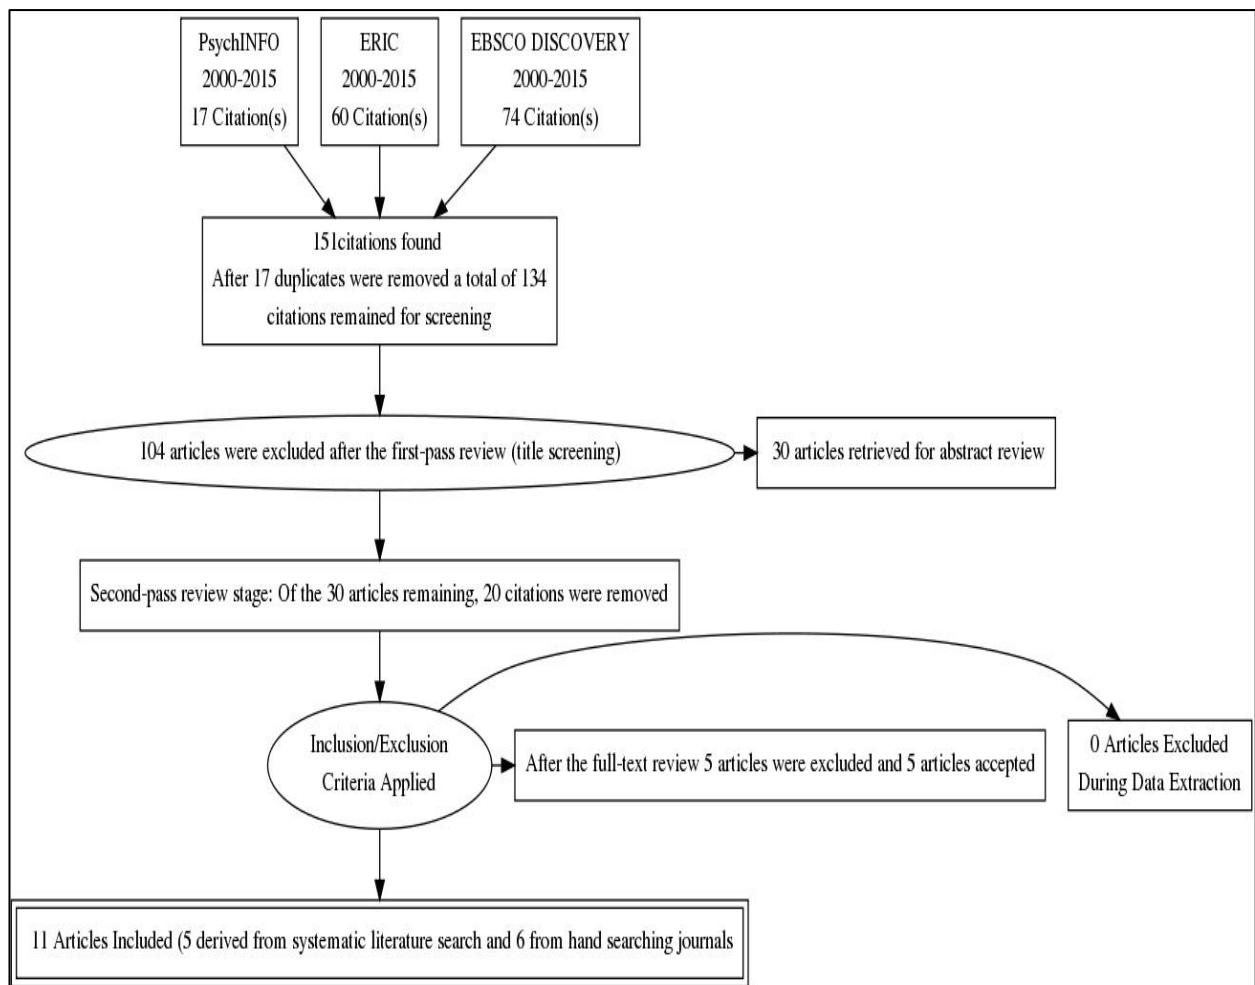 PsychINFO
2000-2015
17 Citation(s)
ERIC
2000-2015
60 Citation(s)
EBSCO DISCOVERY
2000-2015
74 Citation(s)
151citations found
After 17 duplicates were removed a total of 134
citations remained for screening
104 articles were excluded after the first-pass review (title screening)
30 articles retrieved for abstract review
Second-pass review stage: Of the 30 articles remaining, 20 citations were removed
Inclusion/Exclusion
Criteria Applied
After the full-text review 5 articles were excluded and 5 articles accepted
0 Articles Excluded
During Data Extraction
11 Articles Included (5 derived from systematic literature search and 6 from hand searching journals